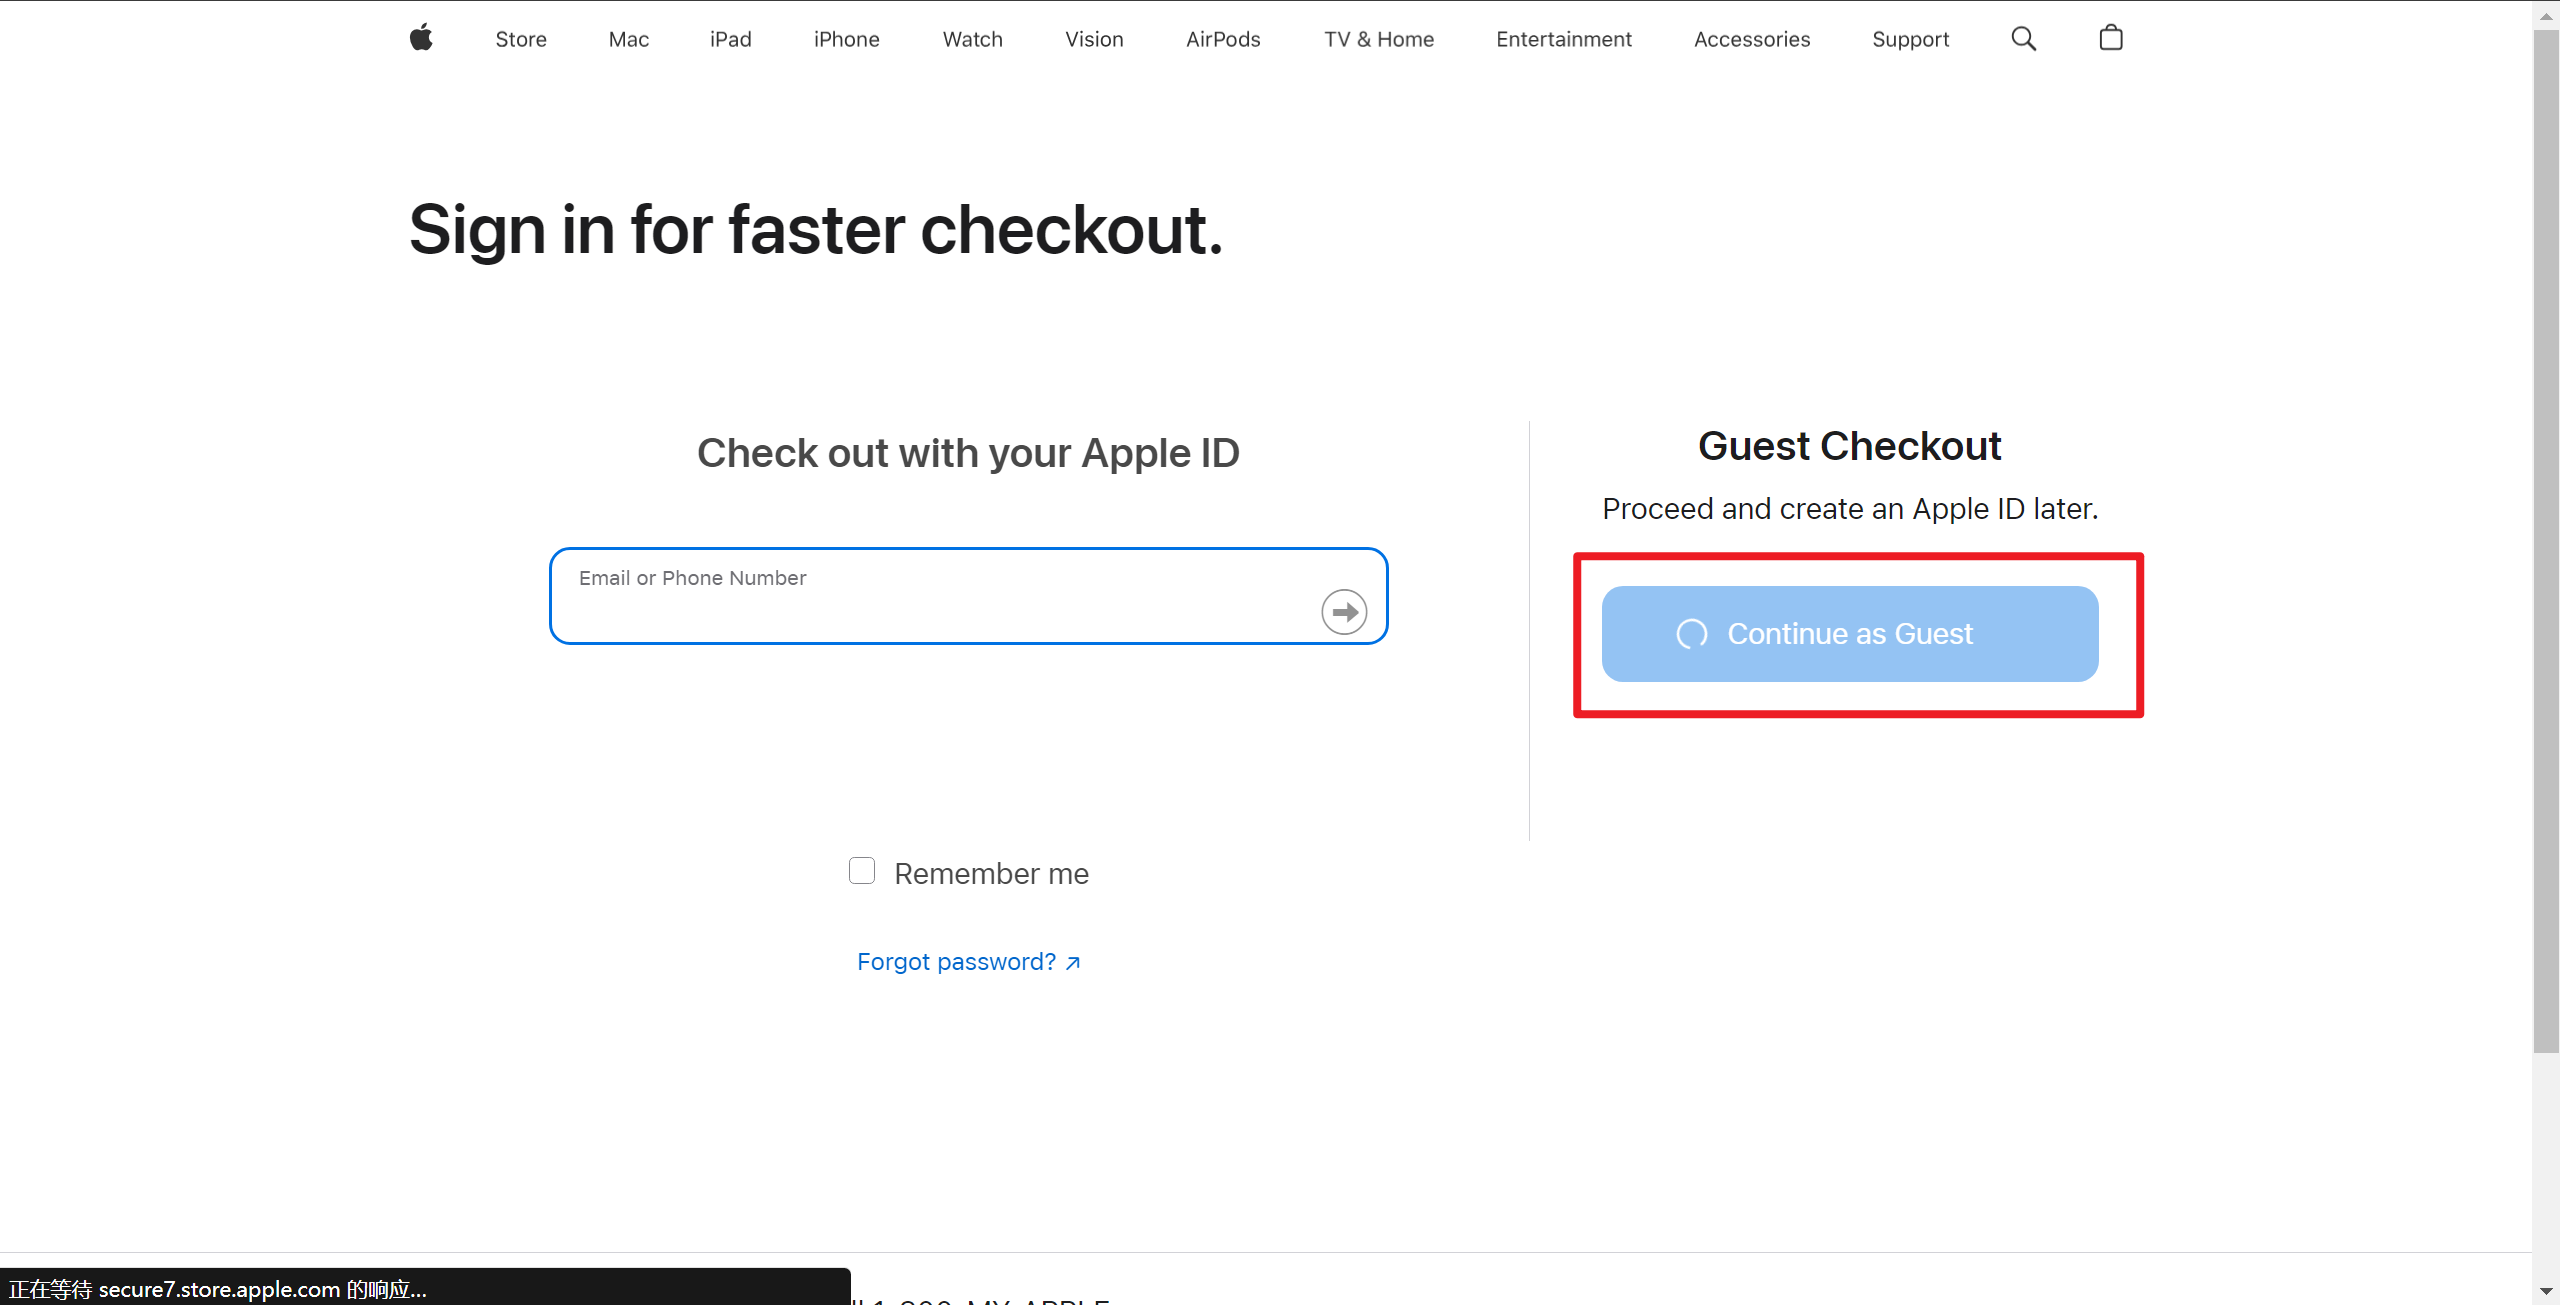 Store Mac iPad iPhone Watch Vision AirPods TV & Home Entertainment Accessories Support
Sign in for faster checkout.
Check out with your Apple ID
Email or Phone Number
Remember me
Forgot password? ↗
Guest Checkout
Proceed and create an Apple ID later.
Continue as Guest
正在等待 secure7.store.apple.com 的响应...
MY-APPLE